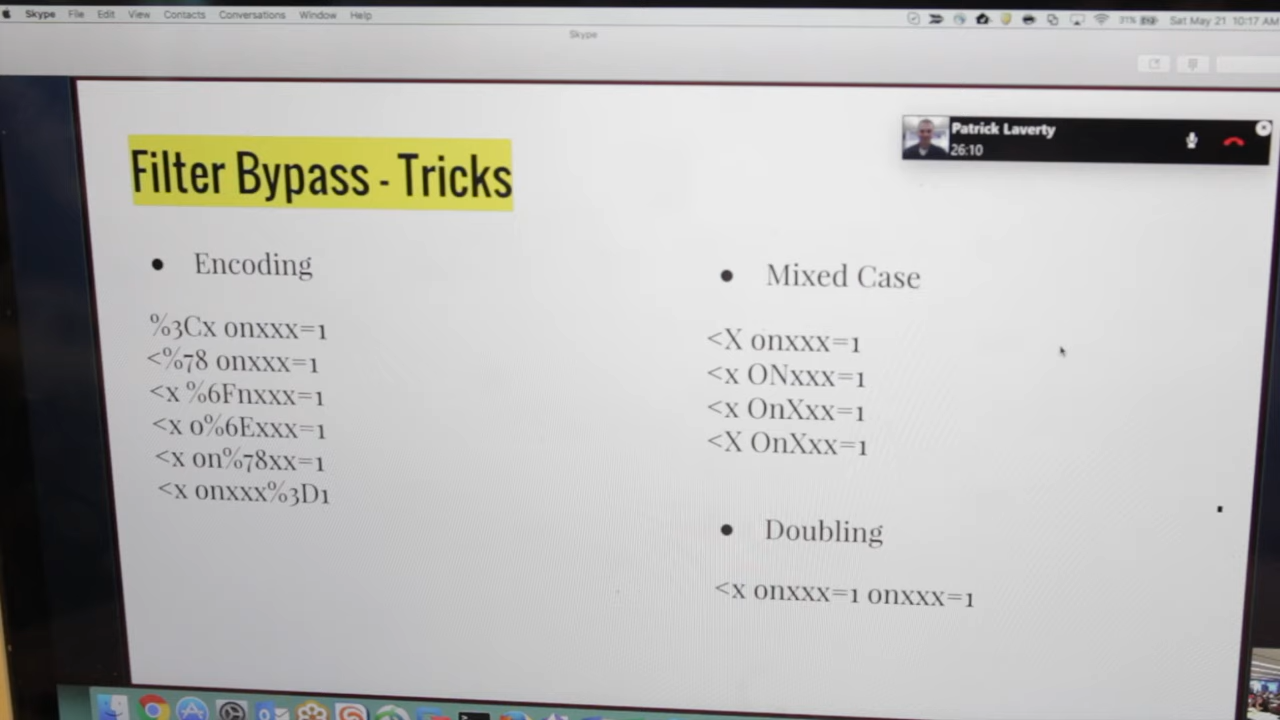 Skype File Edit View Contacts Conversations Window Help
31% Sat May 21 10:17 AM
Skype
Patrick Laverty
26:10
Filter Bypass - Tricks
Encoding
%3Cx onxxx=1
<%78 onxxx=1
<x %6Fnxxx=1
<x o%6Exxx=1
<x on%78xx=1
<x onxxx%3D1
Mixed Case
<X onxxx=1
<x ONxxx=1
<x OnXxx=1
<X OnXxx=1
Doubling
<x onxxx=1 onxxx=1